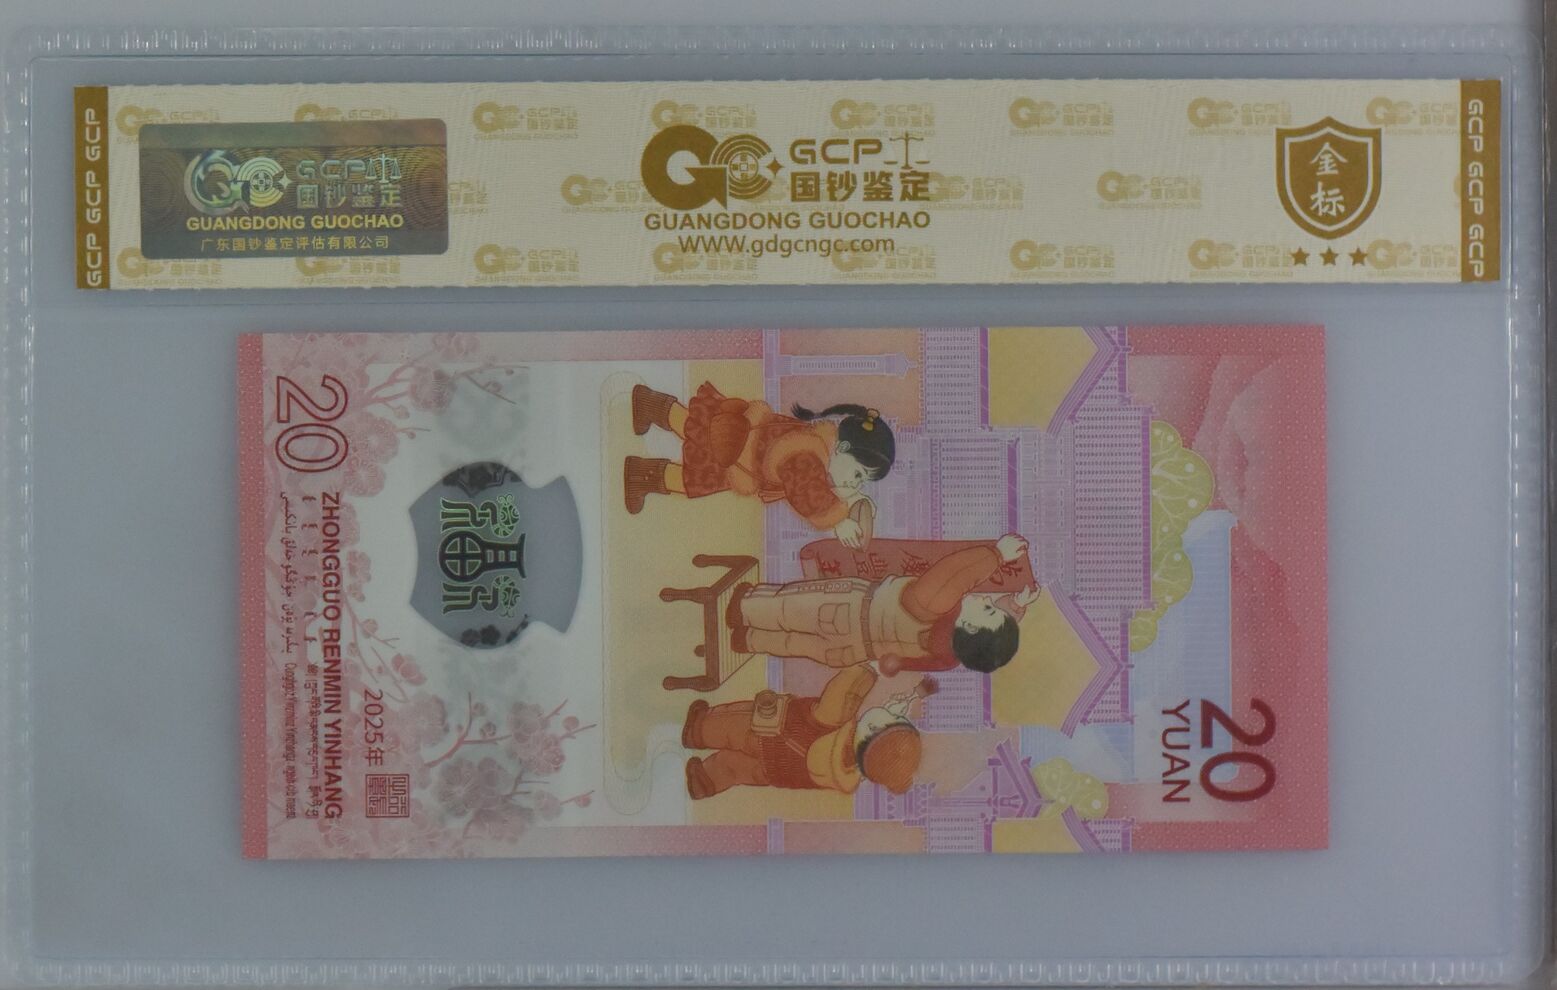 GCP GCP GCP
GCP
国钞鉴定
GUANGDONG GUOCHAO
广东国钞鉴定评估有限公司
GCP
国钞鉴定
GUANGDONG GUOCHAO
WWW.gdgcngc.com
金标
GCP GCP GCP
20
ZHONGGUO RENMIN YINHANG
2025年
20
YUAN